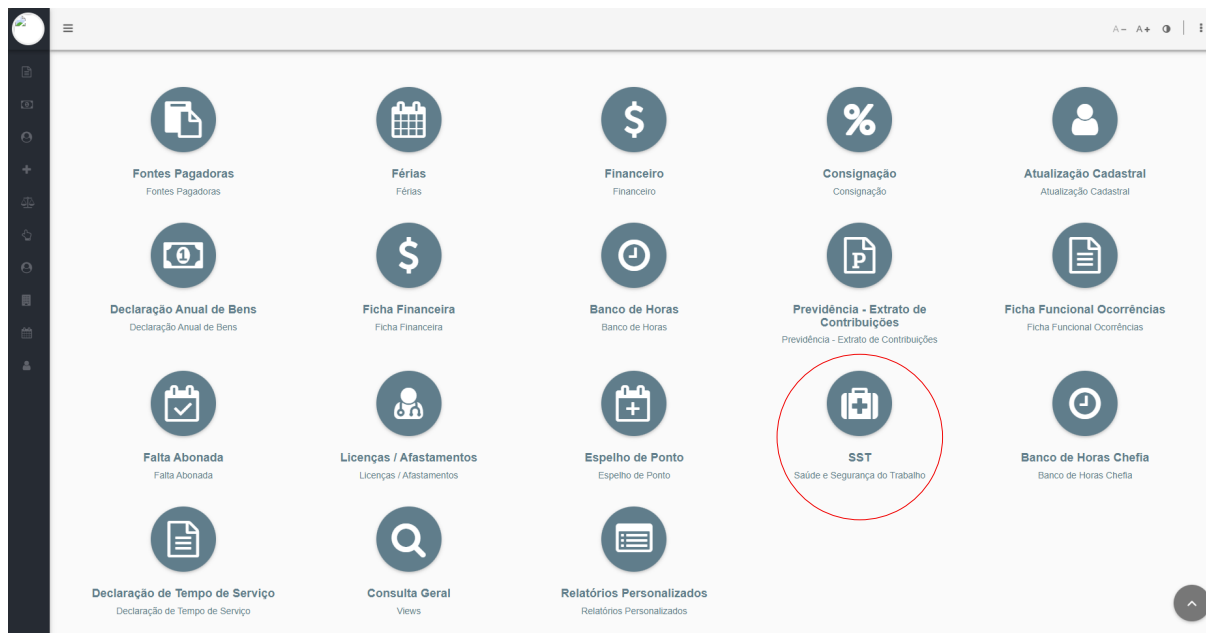 A- A+
Fontes Pagadoras
Fontes Pagadoras
Férias
Férias
Financeiro
Financeiro
Consignação
Consignação
Atualização Cadastral
Atualização Cadastral
Declaração Anual de Bens
Declaração Anual de Bens
Ficha Financeira
Ficha Financeira
Banco de Horas
Banco de Horas
Previdência - Extrato de
Contribuições
Previdência - Extrato de Contribuições
Ficha Funcional Ocorrências
Ficha Funcional Ocorrências
Falta Abonada
Falta Abonada
Licenças / Afastamentos
Licenças / Afastamentos
Espelho de Ponto
Espelho de Ponto
SST
Saúde e Segurança do Trabalho
Banco de Horas Chefia
Banco de Horas Chefia
Declaração de Tempo de Serviço
Declaração de Tempo de Serviço
Consulta Geral
Views
Relatórios Personalizados
Relatórios Personalizados